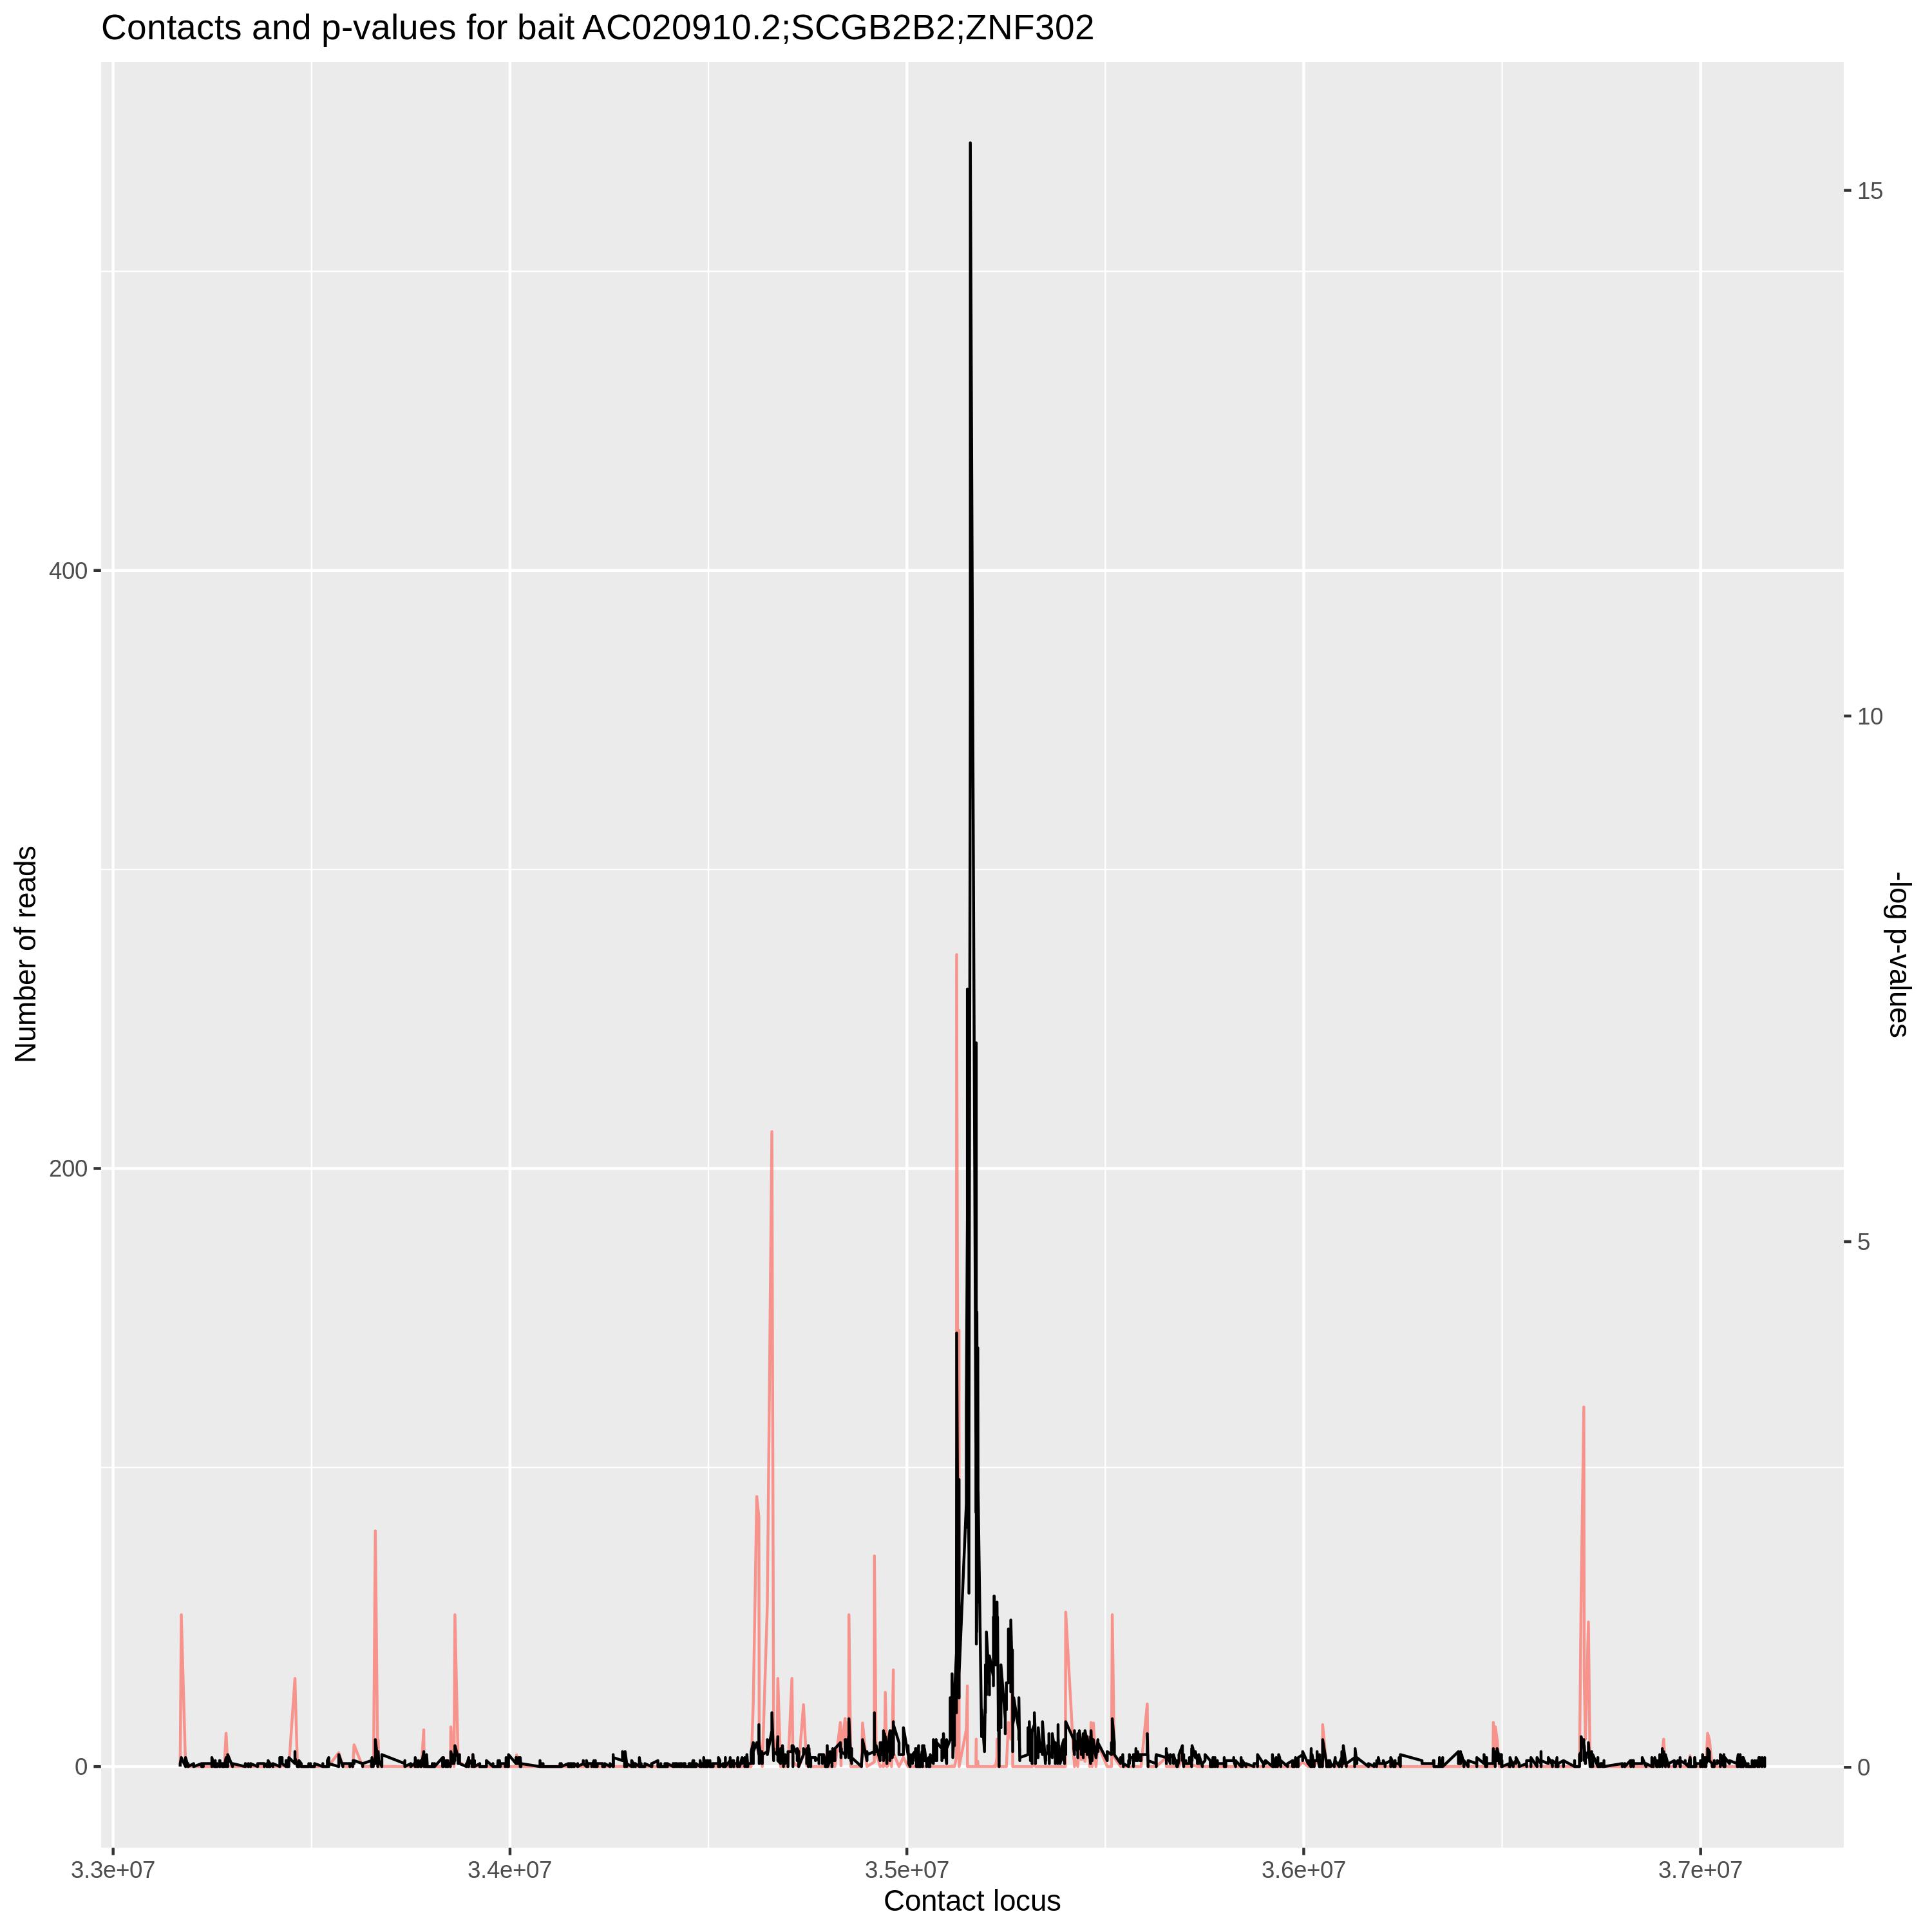 Contacts and p-values for bait AC020910.2;SCGB2B2;ZNF302
15
400
10
Number of reads
-log p-values
200
5
0
0
3.3e+07
3.4e+07
3.5e+07
3.6e+07
3.7e+07
Contact locus